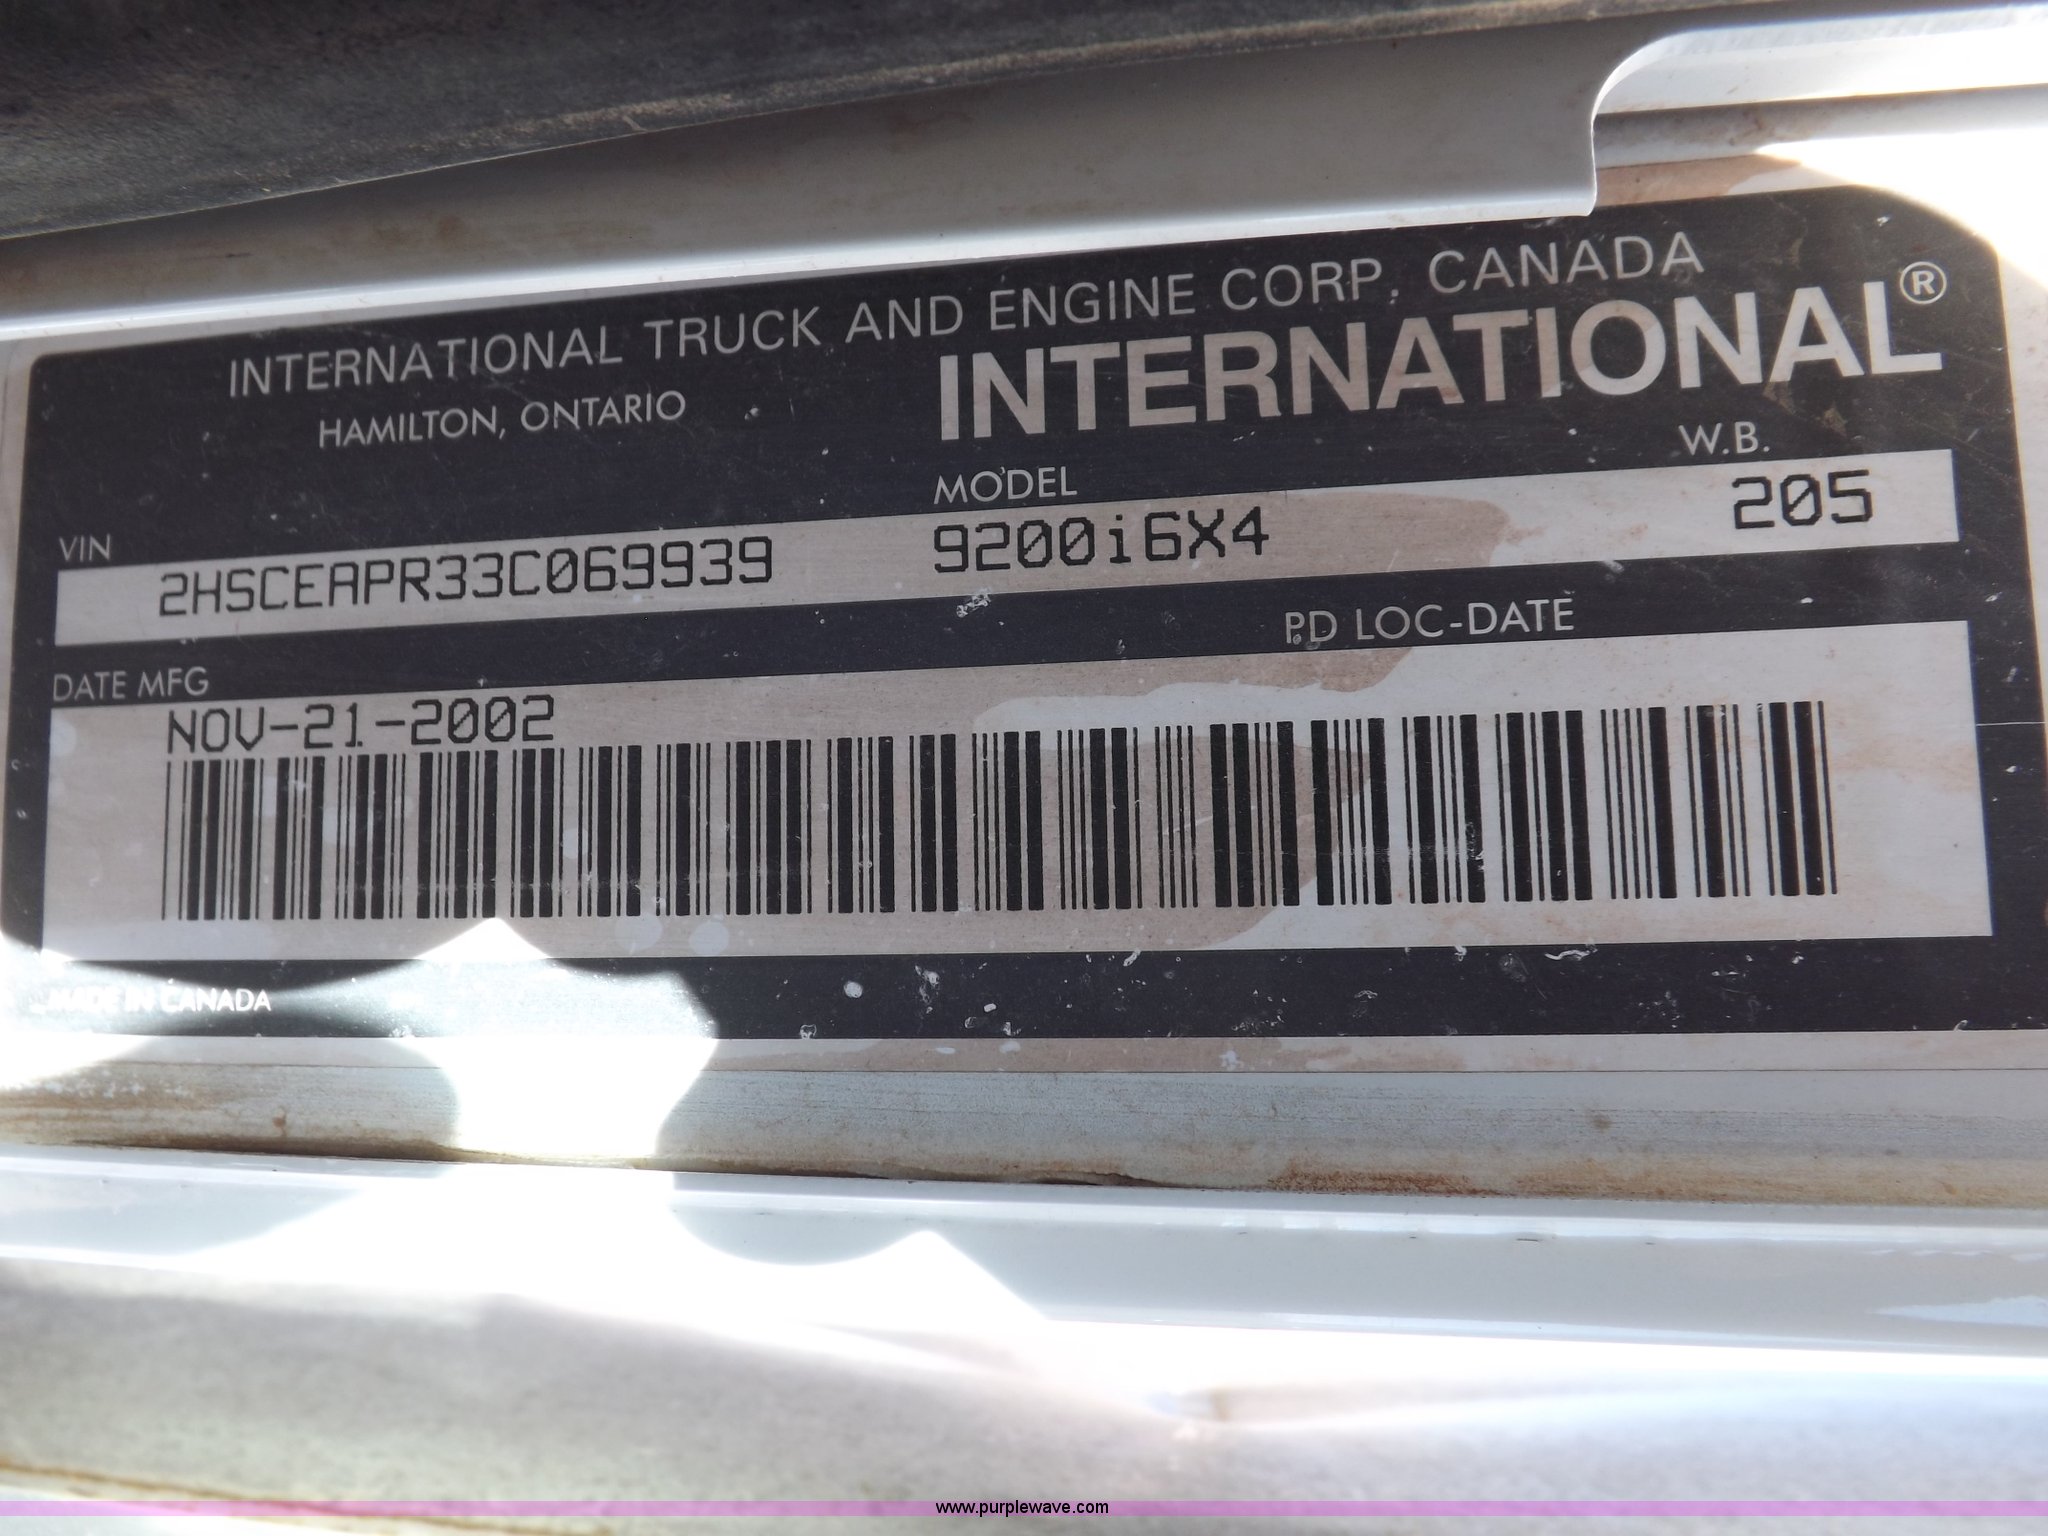 INTERNATIONAL TRUCK AND ENGINE CORP. CANADA
HAMILTON, ONTARIO
INTERNATIONAL®
VIN MODEL W.B.
2HSCEAPR33C069939 9200i6X4 205
DATE MFG PD LOC-DATE
NOV-21-2002
MADE IN CANADA
www.purplewave.com